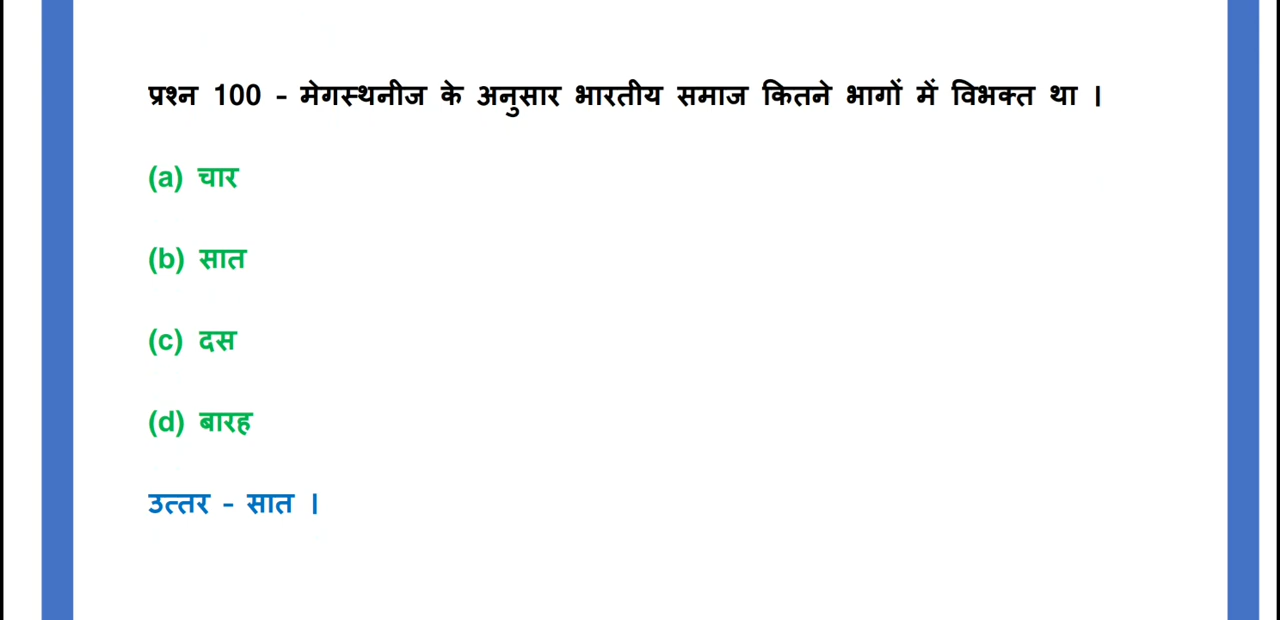 प्रश्न 100 - मेगस्थनीज के अनुसार भारतीय समाज कितने भागों में विभक्त था ।
(a) चार
(b) सात
(c) दस
(d) बारह
उत्तर - सात ।